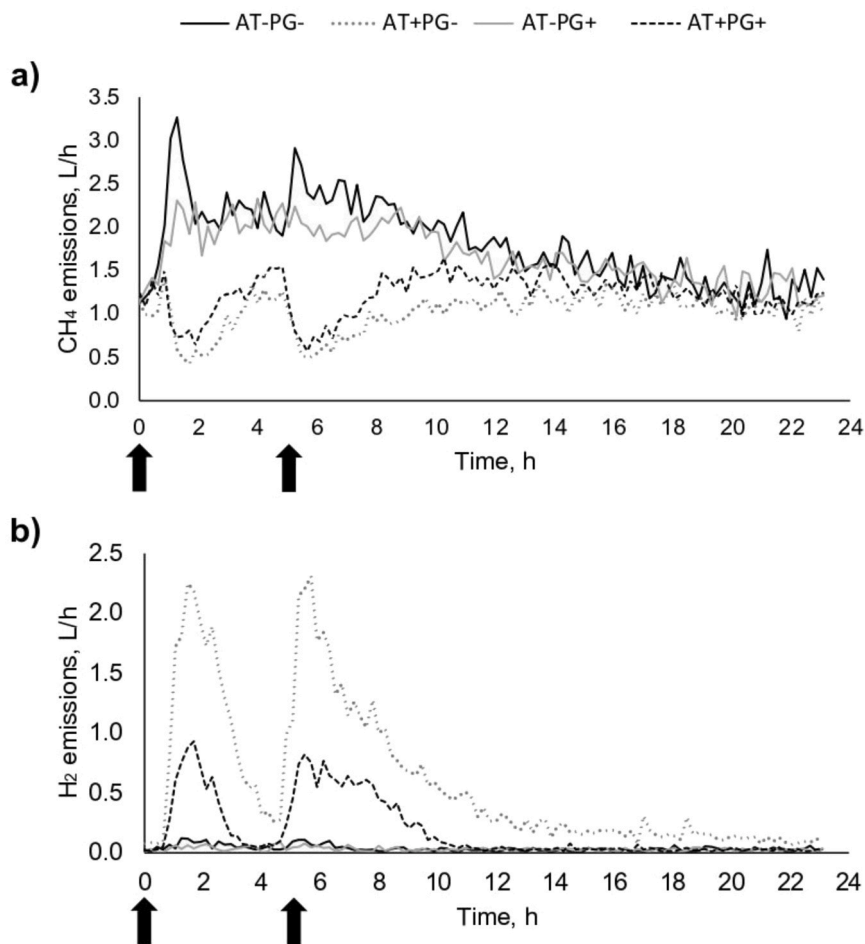 AT-PG- AT+PG- AT-PG+ AT+PG+
a)
3.5
3.0
2.5
2.0
1.5
1.0
0.5
0.0
CH₄ emissions, L/h
0 2 4 6 8 10 12 14 16 18 20 22 24
Time, h
b)
2.5
2.0
1.5
1.0
0.5
0.0
H₂ emissions, L/h
0 2 4 6 8 10 12 14 16 18 20 22 24
Time, h